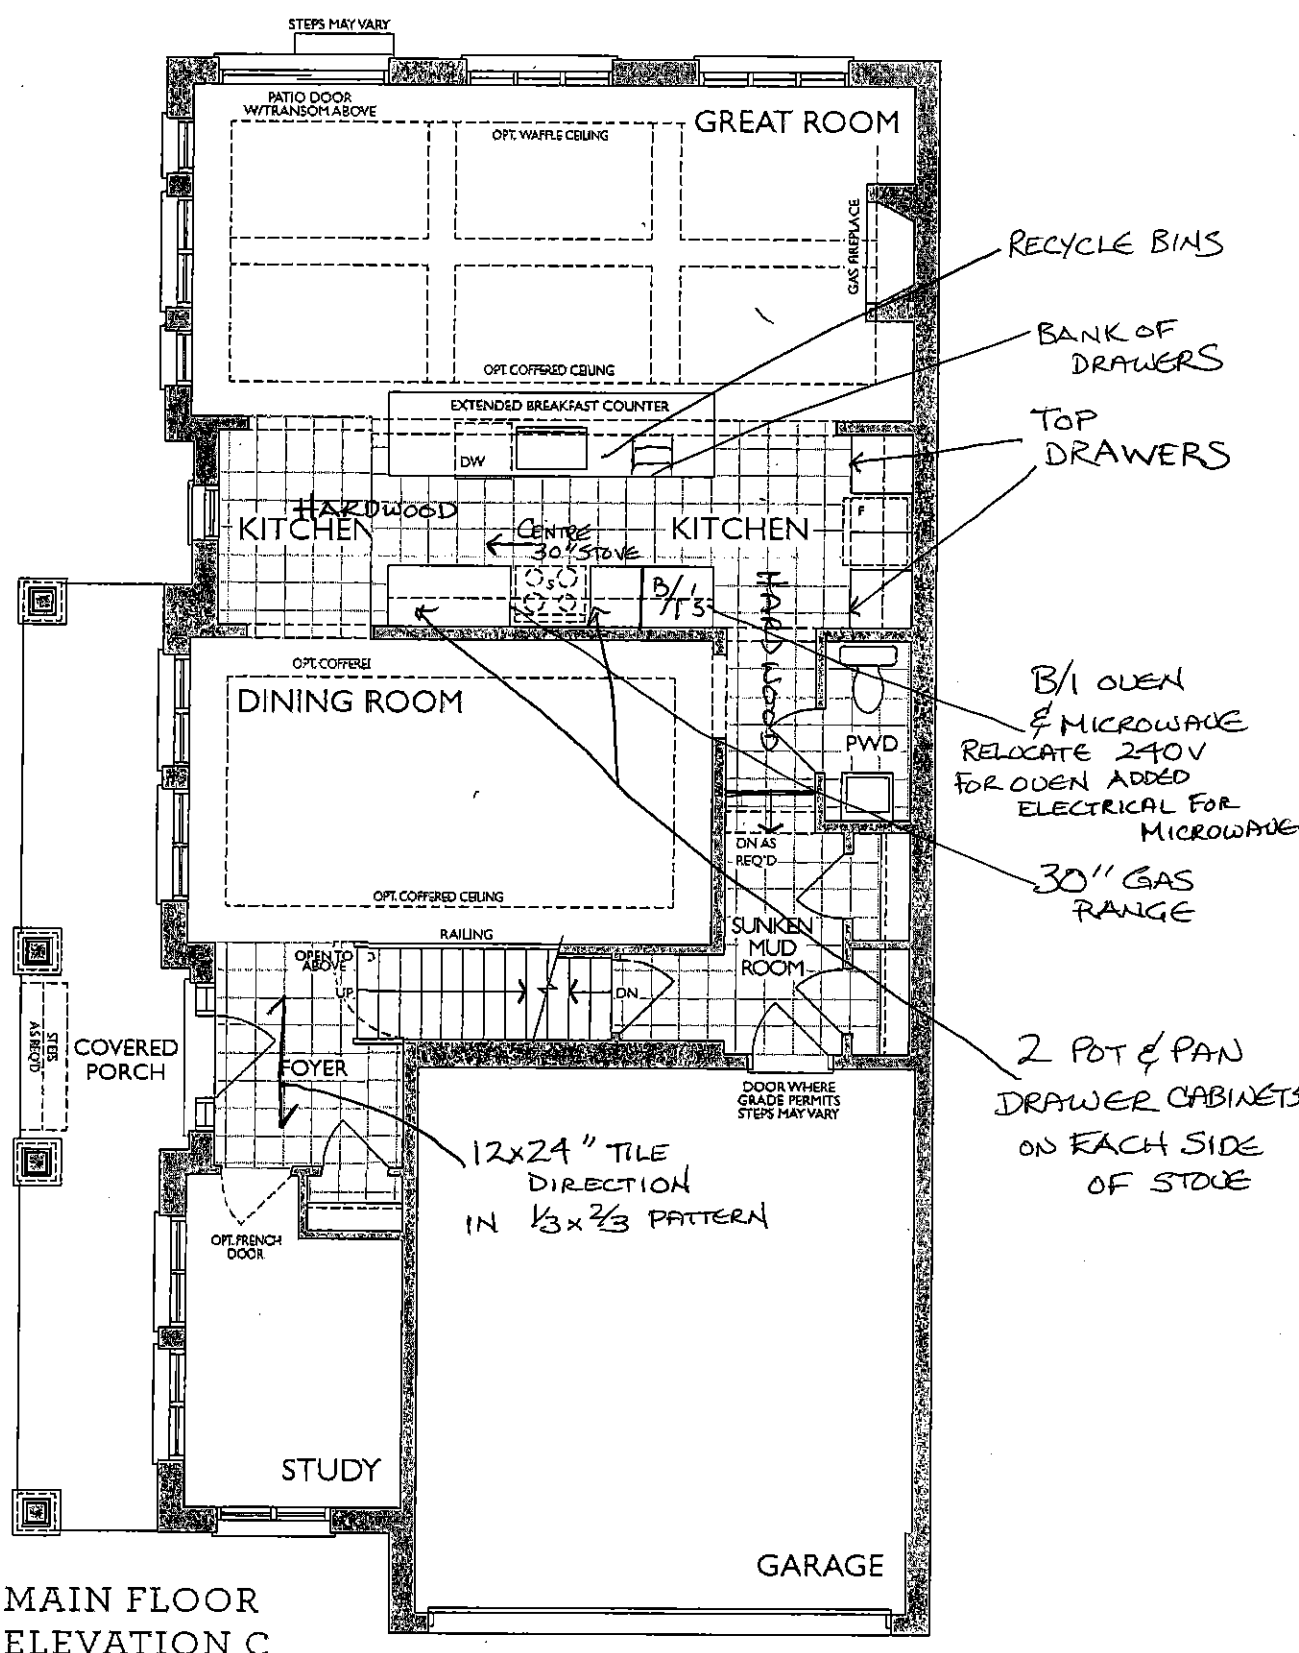 STEPS MAY VARY
PATIO DOOR
W/TRANSOM ABOVE
GREAT ROOM
OPT. WAFFLE CEILING
GAS FIREPLACE
RECYCLE BINS
BANK OF
DRAWERS
OPT. COFFERED CEILING
EXTENDED BREAKFAST COUNTER
TOP
DRAWERS
DW
F
HARDWOOD
KITCHEN
CENTRE
30" STOVE
KITCHEN
S
HARDWOOD
OPT. COFFERE
DINING ROOM
B/I OVEN
& MICROWAVE
RELOCATE 240V
FOR OVEN ADDED
ELECTRICAL FOR
MICROWAVE
PWD
DN AS
REQ'D
30" GAS
RANGE
OPT. COFFERED CEILING
RAILING
SUNKEN
MUD
ROOM
OPEN TO
ABOVE
UP
DN
STEPS
AS REQ'D
COVERED
PORCH
FOYER
2 POT & PAN
DRAWER CABINETS
ON EACH SIDE
OF STOVE
DOOR WHERE
GRADE PERMITS
STEPS MAY VARY
12x24" TILE
DIRECTION
IN 1/3 x 2/3 PATTERN
OPT. FRENCH
DOOR
STUDY
GARAGE
MAIN FLOOR
ELEVATION C